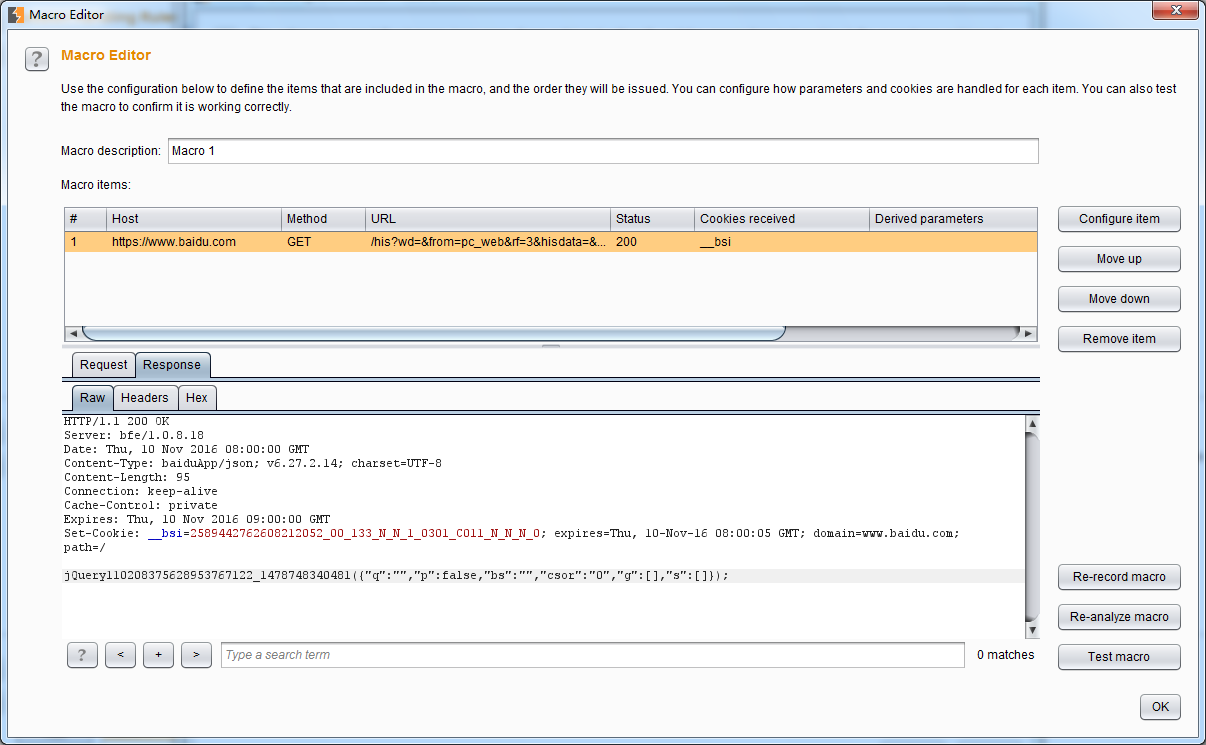 Macro Editor
Macro Editor
Use the configuration below to define the items that are included in the macro, and the order they will be issued. You can configure how parameters and cookies are handled for each item. You can also test
the macro to confirm it is working correctly.
Macro description: Macro 1
Macro items:
# Host Method URL Status Cookies received Derived parameters
1 https://www.baidu.com GET /his?wd=&from=pc_web&rf=3&hisdata=&... 200 __bsi
Configure item
Move up
Move down
Remove item
Request Response
Raw Headers Hex
HTTP/1.1 200 OK
Server: bfe/1.0.8.18
Date: Thu, 10 Nov 2016 08:00:00 GMT
Content-Type: baiduApp/json; v6.27.2.14; charset=UTF-8
Content-Length: 95
Connection: keep-alive
Cache-Control: private
Expires: Thu, 10 Nov 2016 09:00:00 GMT
Set-Cookie: __bsi=2589442762608212052_00_133_N_N_1_0301_C011_N_N_N_0; expires=Thu, 10-Nov-16 08:00:05 GMT; domain=www.baidu.com;
path=/
jQuery110208375628953767122_1478748340481({"q":"","p":false,"bs":"","csor":"0","g":[],"s":[]});
Re-record macro
Re-analyze macro
Test macro
? < + > Type a search term 0 matches
OK